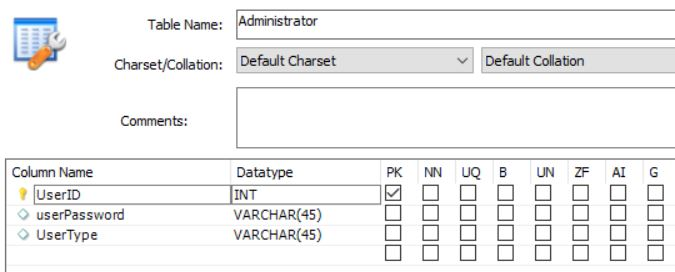 Table Name: Administrator
Charset/Collation: Default Charset Default Collation
Comments:
Column Name Datatype PK NN UQ B UN ZF AI G
UserID INT
userPassword VARCHAR(45)
UserType VARCHAR(45)